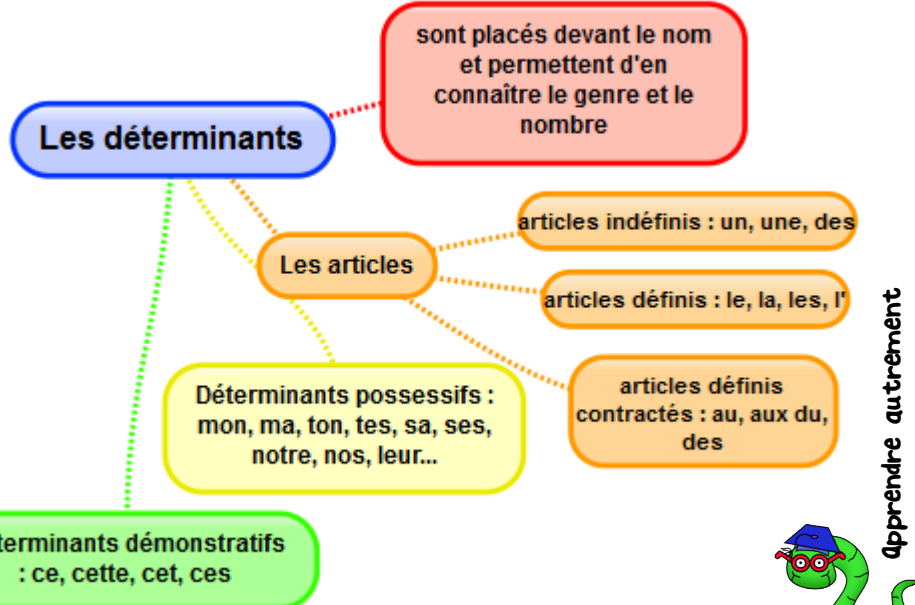 sont placés devant le nom
et permettent d'en
connaître le genre et le
nombre
Les déterminants
articles indéfinis : un, une, des
Les articles
articles définis : le, la, les, l'
articles définis
contractés : au, aux du,
des
Déterminants possessifs :
mon, ma, ton, tes, sa, ses,
notre, nos, leur...
terminants démonstratifs
: ce, cette, cet, ces
apprendre autrement